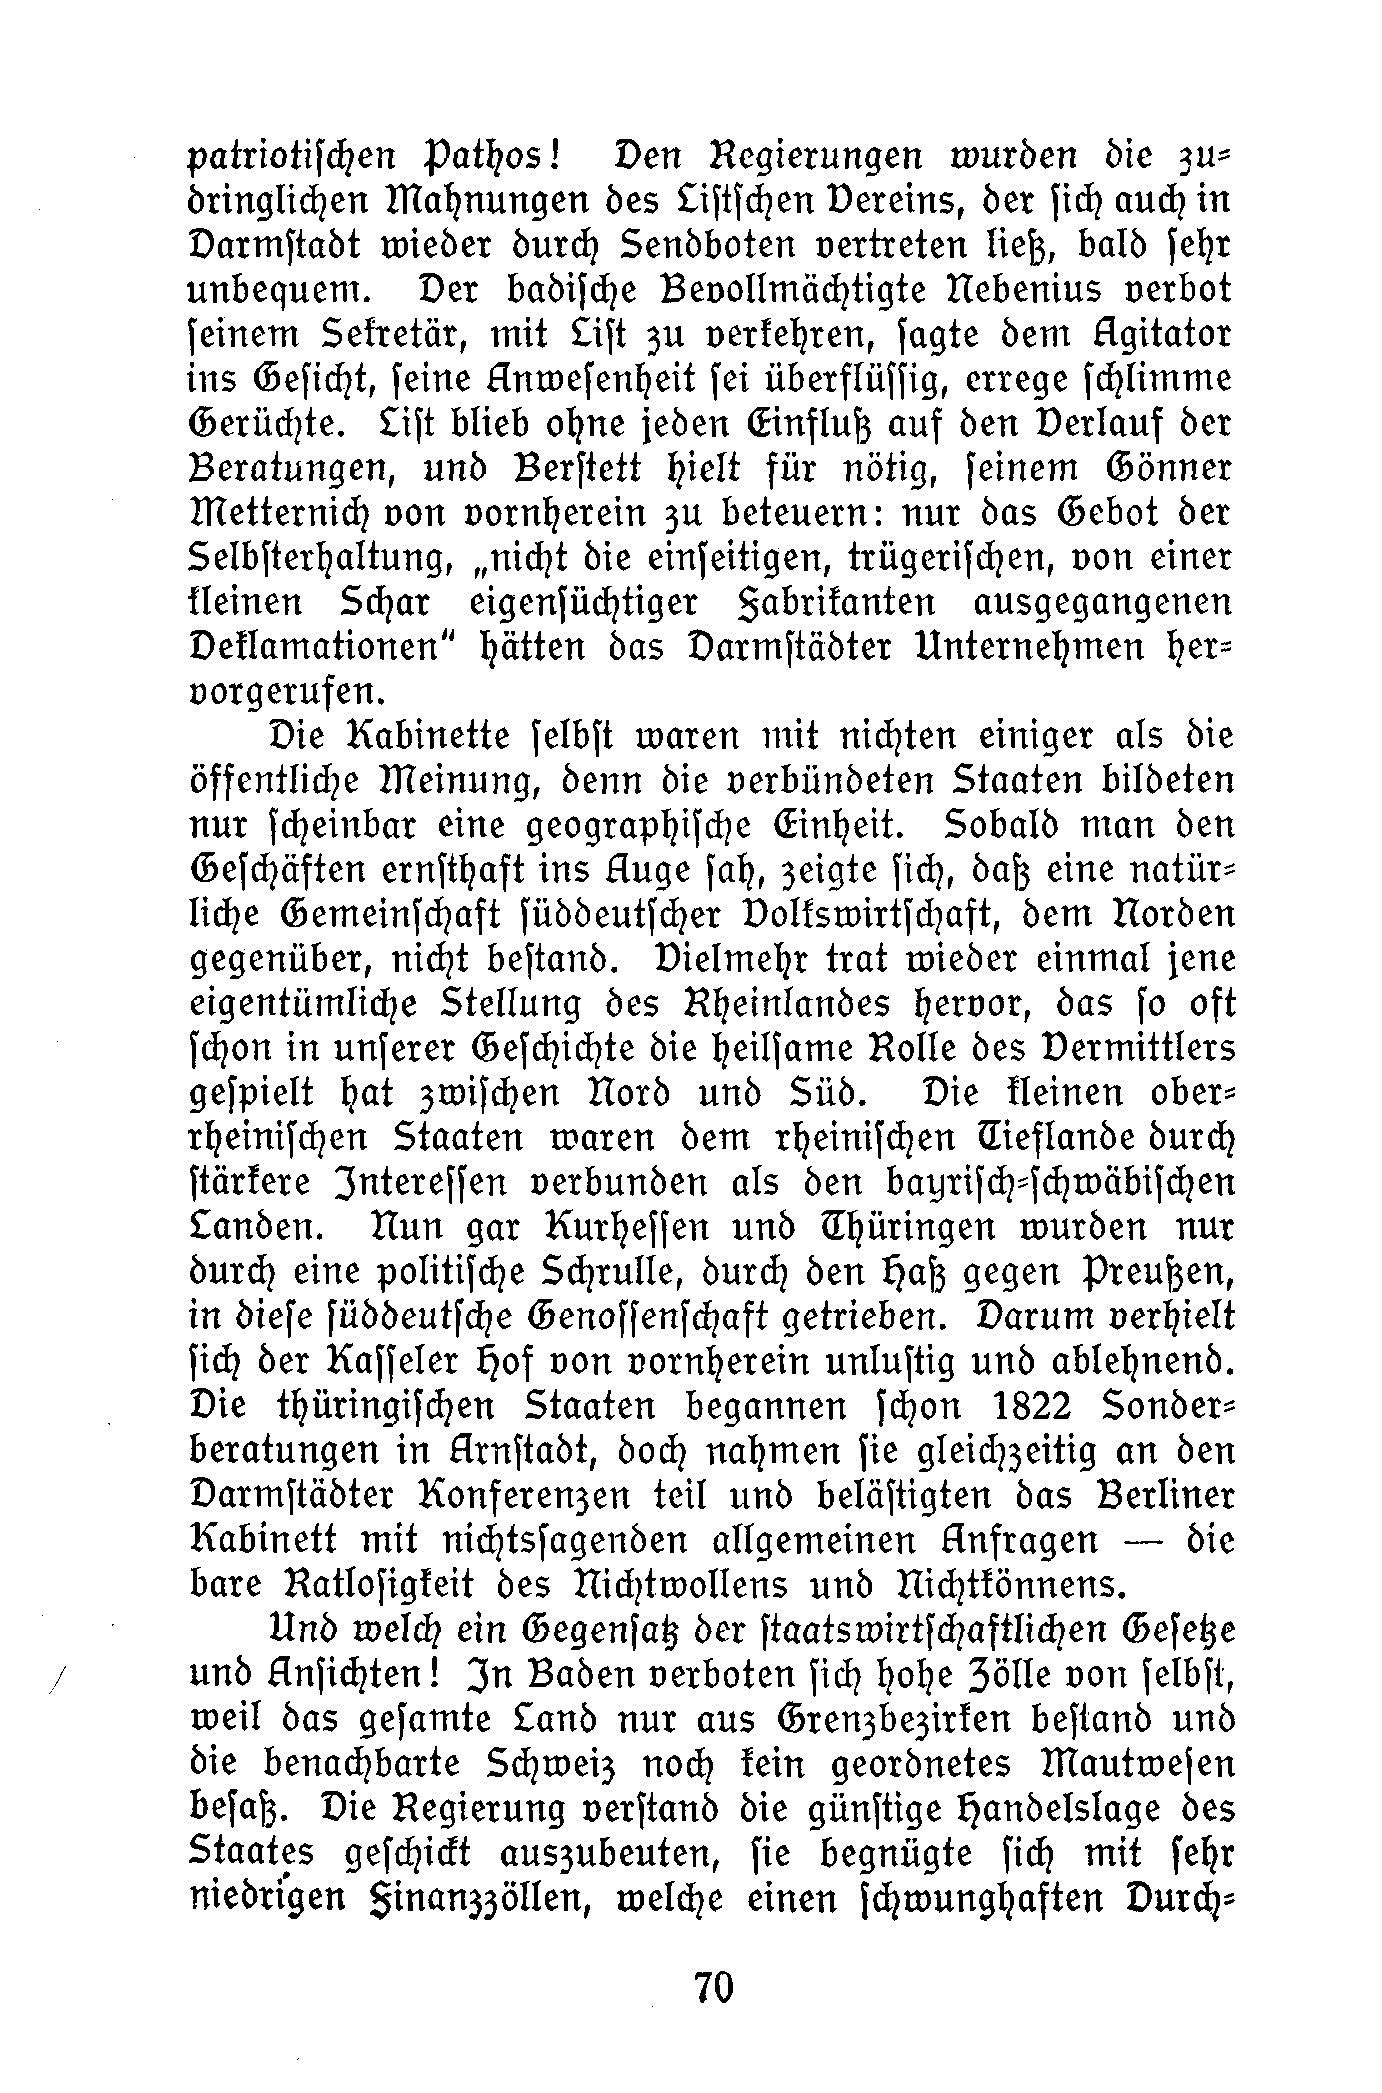 patriotiſchen Pathos! Den Regierungen wurden die zu⸗
dringlichen Mahnungen des Liſtſchen Vereins, der ſich auch in
Darmſtadt wieder durch Sendboten vertreten ließ, bald ſehr
unbequem. Der badiſche Bevollmächtigte Nebenius verbot
ſeinem Sekretär, mit Liſt zu verkehren, ſagte dem Agitator
ins Geſicht, ſeine Anweſenheit ſei überflüſſig, errege ſchlimme
Gerüchte. Liſt blieb ohne jeden Einfluß auf den Verlauf der
Beratungen, und Berſtett hielt für nötig, ſeinem Gönner
Metternich von vornherein zu beteuern: nur das Gebot der
Selbſterhaltung, „nicht die einſeitigen, trügeriſchen, von einer
kleinen Schar eigenſüchtiger Fabrikanten ausgegangenen
Deklamationen“ hätten das Darmſtädter Unternehmen her⸗
vorgerufen.
Die Kabinette ſelbſt waren mit nichten einiger als die
öffentliche Meinung, denn die verbündeten Staaten bildeten
nur ſcheinbar eine geographiſche Einheit. Sobald man den
Geſchäften ernſthaft ins Auge ſah, zeigte ſich, daß eine natür⸗
liche Gemeinſchaft ſüddeutſcher Volkswirtſchaft, dem Norden
gegenüber, nicht beſtand. Vielmehr trat wieder einmal jene
eigentümliche Stellung des Rheinlandes hervor, das ſo oft
ſchon in unſerer Geſchichte die heilſame Rolle des Vermittlers
geſpielt hat zwiſchen Nord und Süd. Die kleinen ober⸗
rheiniſchen Staaten waren dem rheiniſchen Tieflande durch
ſtärkere Intereſſen verbunden als den bayriſch⸗ſchwäbiſchen
Landen. Nun gar Kurheſſen und Thüringen wurden nur
durch eine politiſche Schrulle, durch den Haß gegen Preußen,
in dieſe ſüddeutſche Genoſſenſchaft getrieben. Darum verhielt
ſich der Kaſſeler Hof von vornherein unluſtig und ablehnend.
Die thüringiſchen Staaten begannen ſchon 1822 Sonder⸗
beratungen in Arnſtadt, doch nahmen ſie gleichzeitig an den
Darmſtädter Konferenzen teil und beläſtigten das Berliner
Kabinett mit nichtsſagenden allgemeinen Anfragen — die
bare Ratloſigkeit des Nichtwollens und Nichtkönnens.
Und welch ein Gegenſatz der ſtaatswirtſchaftlichen Geſetze
und Anſichten! In Baden verboten ſich hohe Zölle von ſelbſt,
weil das geſamte Land nur aus Grenzbezirken beſtand und
die benachbarte Schweiz noch kein geordnetes Mautweſen
beſaß. Die Regierung verſtand die günſtige Handelslage des
Staates geſchickt auszubeuten, ſie begnügte ſich mit ſehr
niedrigen Finanzzöllen, welche einen ſchwunghaften Durch⸗
70